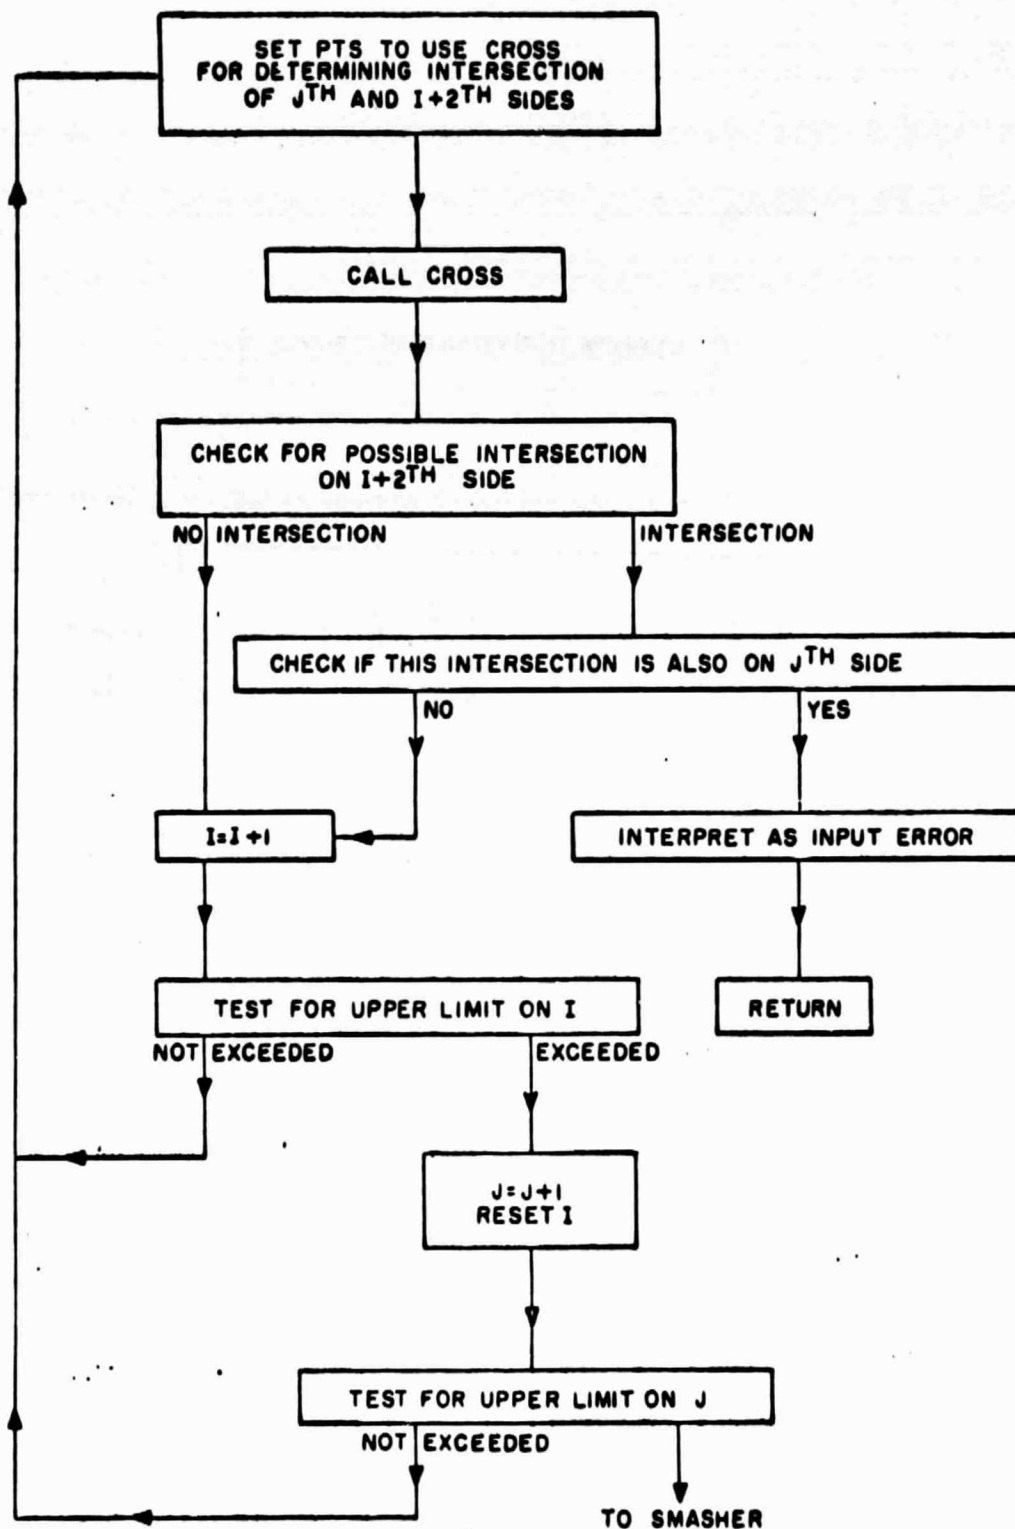 SET PTS TO USE CROSS
FOR DETERMINING INTERSECTION
OF JTH AND I+2TH SIDES
CALL CROSS
CHECK FOR POSSIBLE INTERSECTION
ON I+2TH SIDE
NO INTERSECTION
INTERSECTION
CHECK IF THIS INTERSECTION IS ALSO ON JTH SIDE
NO
YES
I=I+1
INTERPRET AS INPUT ERROR
TEST FOR UPPER LIMIT ON I
RETURN
NOT EXCEEDED
EXCEEDED
J=J+1
RESET I
TEST FOR UPPER LIMIT ON J
NOT EXCEEDED
TO SMASHER